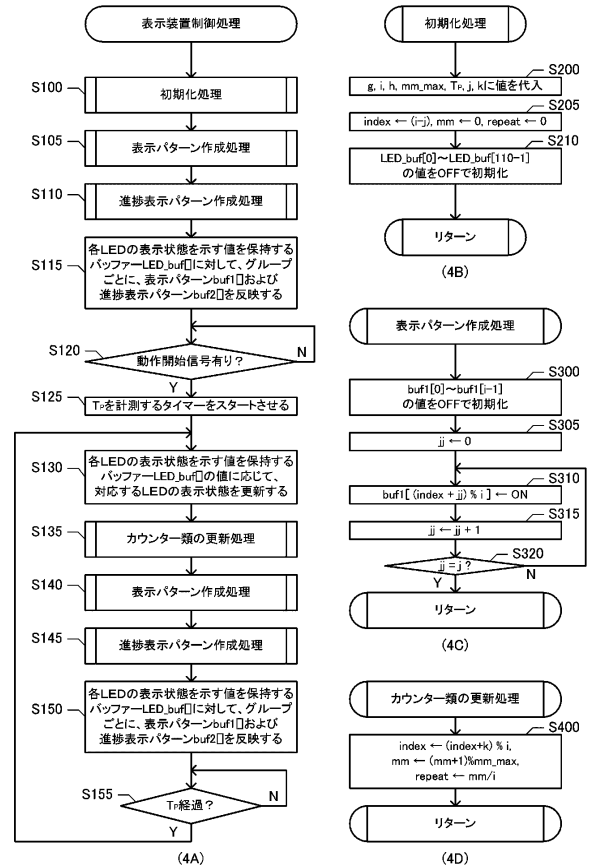 表示装置制御処理
S100
初期化処理
S105
表示パターン作成処理
S110
進捗表示パターン作成処理
S115
各LEDの表示状態を示す値を保持する
バッファーLED_buf[]に対して、グループ
ごとに、表示パターンbuf1[]および
進捗表示パターンbuf2[]を反映する
S120
動作開始信号有り?
N
Y
S125
TPを計測するタイマーをスタートさせる
S130
各LEDの表示状態を示す値を保持する
バッファーLED_buf[]の値に応じて、
対応するLEDの表示状態を更新する
S135
カウンター類の更新処理
S140
表示パターン作成処理
S145
進捗表示パターン作成処理
S150
各LEDの表示状態を示す値を保持する
バッファーLED_buf[]に対して、グループ
ごとに、表示パターンbuf1[]および
進捗表示パターンbuf2[]を反映する
S155
TP経過?
N
Y
(4A)
初期化処理
S200
g, i, h, mm_max, TP, j, kに値を代入
S205
index ← (i-j), mm ← 0, repeat ← 0
S210
LED_buf[0]～LED_buf[110-1]
の値をOFFで初期化
リターン
(4B)
表示パターン作成処理
S300
buf1[0]～buf1[i-1]
の値をOFFで初期化
S305
jj ← 0
S310
buf1[ (index + jj) % i ] ← ON
S315
jj ← jj + 1
S320
jj = j ?
Y
N
リターン
(4C)
カウンター類の更新処理
S400
index ← (index+k) % i,
mm ← (mm+1)%mm_max,
repeat ← mm/i
リターン
(4D)